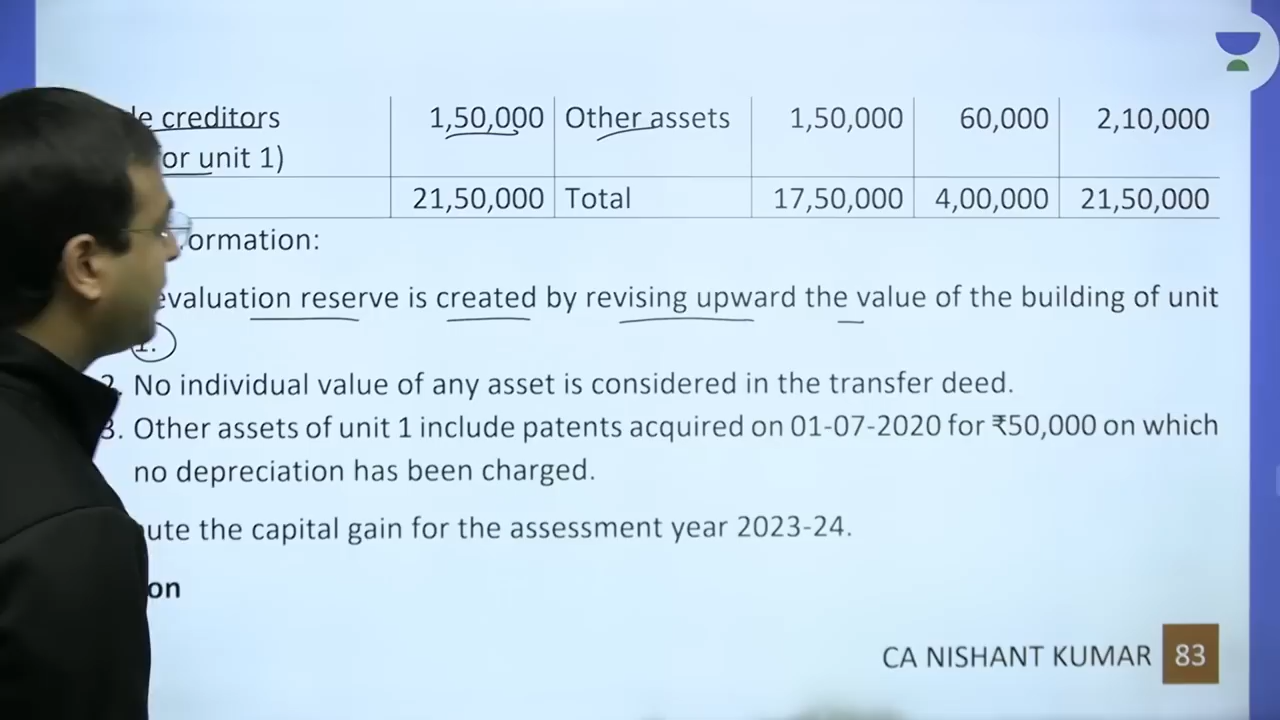 creditors 1,50,000 Other assets 1,50,000 60,000 2,10,000
or unit 1)
21,50,000 Total 17,50,000 4,00,000 21,50,000
ormation:
evaluation reserve is created by revising upward the value of the building of unit
1.
2. No individual value of any asset is considered in the transfer deed.
3. Other assets of unit 1 include patents acquired on 01-07-2020 for ₹50,000 on which
no depreciation has been charged.
ute the capital gain for the assessment year 2023-24.
on
CA NISHANT KUMAR 83